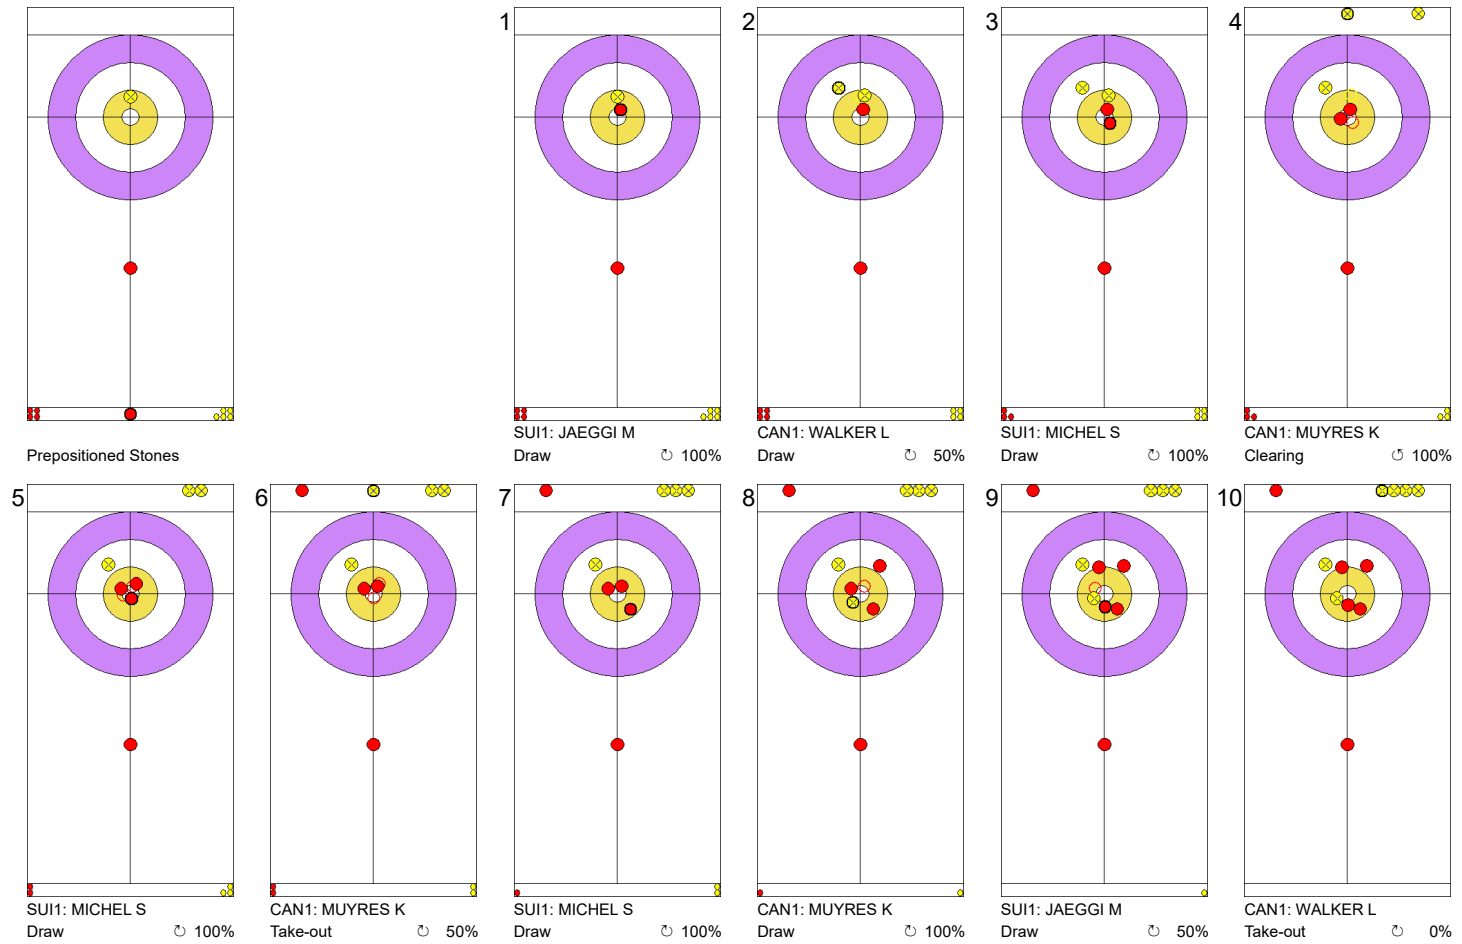 Prepositioned Stones
1
SUI1: JAEGGI M
Draw ↻ 100%
2
CAN1: WALKER L
Draw ↻ 50%
3
SUI1: MICHEL S
Draw ↻ 100%
4
CAN1: MUYRES K
Clearing ↻ 100%
5
SUI1: MICHEL S
Draw ↻ 100%
6
CAN1: MUYRES K
Take-out ↻ 50%
7
SUI1: MICHEL S
Draw ↻ 100%
8
CAN1: MUYRES K
Draw ↻ 100%
9
SUI1: JAEGGI M
Draw ↻ 50%
10
CAN1: WALKER L
Take-out ↻ 0%